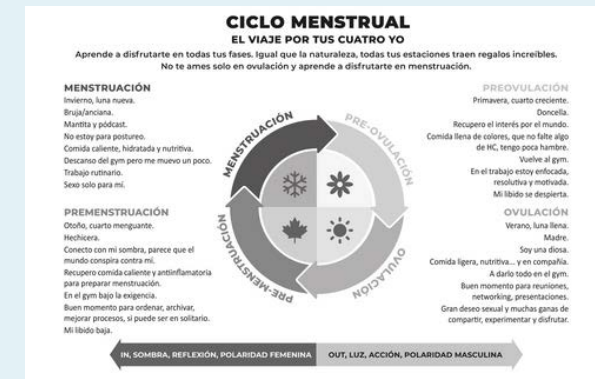 CICLO MENSTRUAL
EL VIAJE POR TUS CUATRO YO
Aprende a disfrutarte en todas tus fases. Igual que la naturaleza, todas tus estaciones traen regalos increíbles.
No te ames solo en ovulación y aprende a disfrutarte en menstruación.
MENSTRUACIÓN
Invierno, luna nueva.
Bruja/anciana.
Mantita y pódcast.
No estoy para postureo.
Comida caliente, hidratada y nutritiva.
Descanso del gym pero me muevo un poco.
Trabajo rutinario.
Sexo solo para mí.
PREMENSTRUACIÓN
Otoño, cuarto menguante.
Hechicera.
Conecto con mi sombra, parece que el
mundo conspira contra mí.
Recupero comida caliente y antiinflamatoria
para preparar menstruación.
En el gym bajo la exigencia.
Buen momento para ordenar, archivar,
mejorar procesos, si puede ser en solitario.
Mi libido baja.
MENSTRUACIÓN
PRE-OVULACIÓN
OVULACIÓN
PRE-MENSTRUACIÓN
PREOVULACIÓN
Primavera, cuarto creciente.
Doncella.
Recupero el interés por el mundo.
Comida llena de colores, que no falte algo
de HC, tengo poca hambre.
Vuelve al gym.
En el trabajo estoy enfocada,
resolutiva y motivada.
Mi libido se despierta.
OVULACIÓN
Verano, luna llena.
Madre.
Soy una diosa.
Comida ligera, nutritiva... y en compañía.
A darlo todo en el gym.
Buen momento para reuniones,
networking, presentaciones.
Gran deseo sexual y muchas ganas de
compartir, experimentar y disfrutar.
IN, SOMBRA, REFLEXIÓN, POLARIDAD FEMENINA
OUT, LUZ, ACCIÓN, POLARIDAD MASCULINA